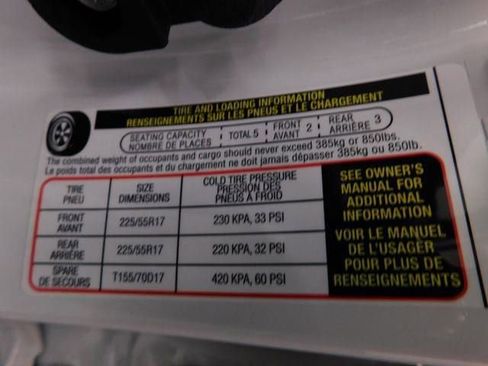 TIRE AND LOADING INFORMATION
RENSEIGNEMENTS SUR LES PNEUS ET LE CHARGEMENT
SEATING CAPACITY
NOMBRE DE PLACES
TOTAL 5
FRONT
AVANT 2
REAR
ARRIÈRE 3
The combined weight of occupants and cargo should never exceed 385kg or 850lbs.
Le poids total des occupants et du chargement ne doit jamais dépasser 385kg ou 850lb.
TIRE
PNEU
SIZE
DIMENSIONS
COLD TIRE PRESSURE
PRESSION DES
PNEUS À FROID
FRONT
AVANT
225/55R17
230 KPA, 33 PSI
REAR
ARRIÈRE
225/55R17
220 KPA, 32 PSI
SPARE
DE SECOURS
T155/70D17
420 KPA, 60 PSI
SEE OWNER'S
MANUAL FOR
ADDITIONAL
INFORMATION
VOIR LE MANUEL
DE L'USAGER
POUR PLUS DE
RENSEIGNEMENTS